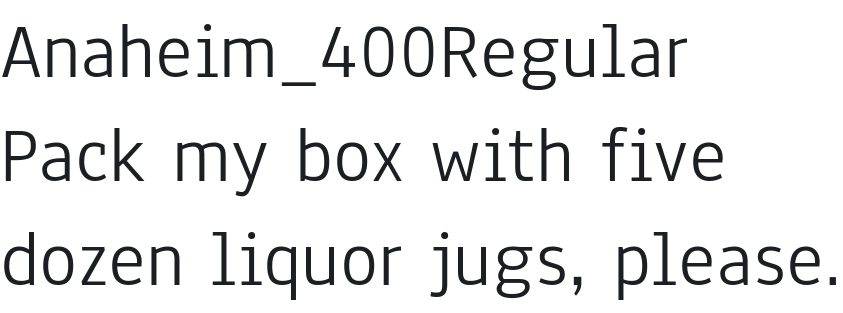 Anaheim_400Regular
Pack my box with five
dozen liquor jugs, please.